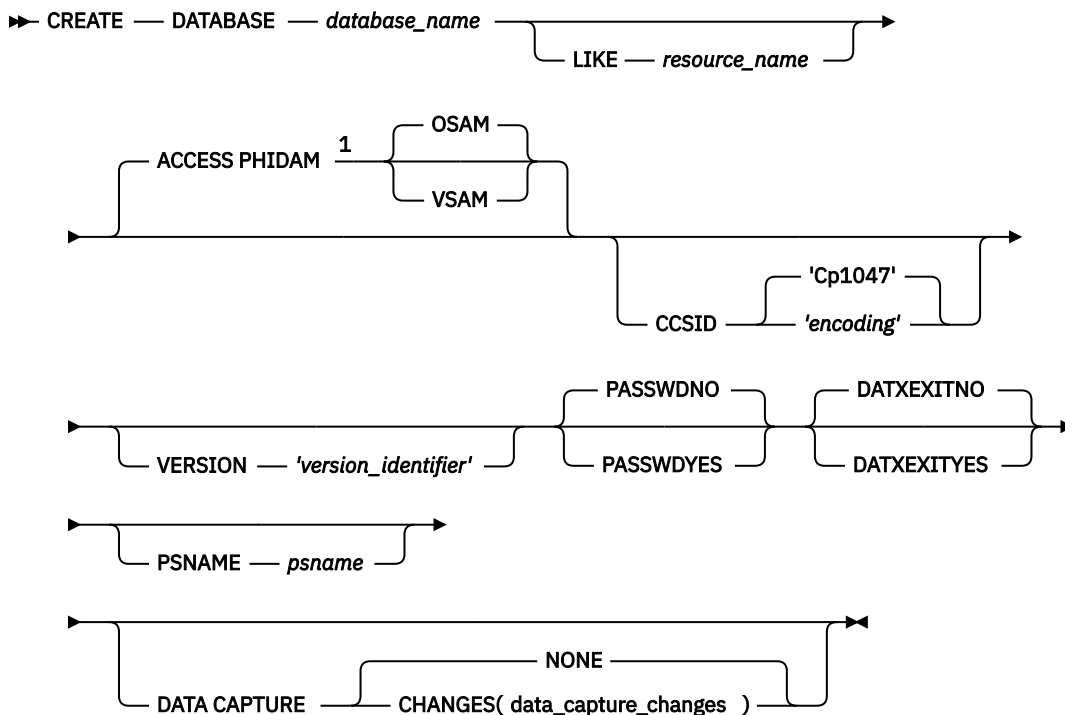 CREATE DATABASE database_name
LIKE resource_name
OSAM
ACCESS PHIDAM 1
VSAM
'Cp1047'
CCSID 'encoding'
PASSWDNO DATXEXITNO
VERSION 'version_identifier' PASSWDYES DATXEXITYES
PSNAME psname
NONE
DATA CAPTURE CHANGES( data_capture_changes )